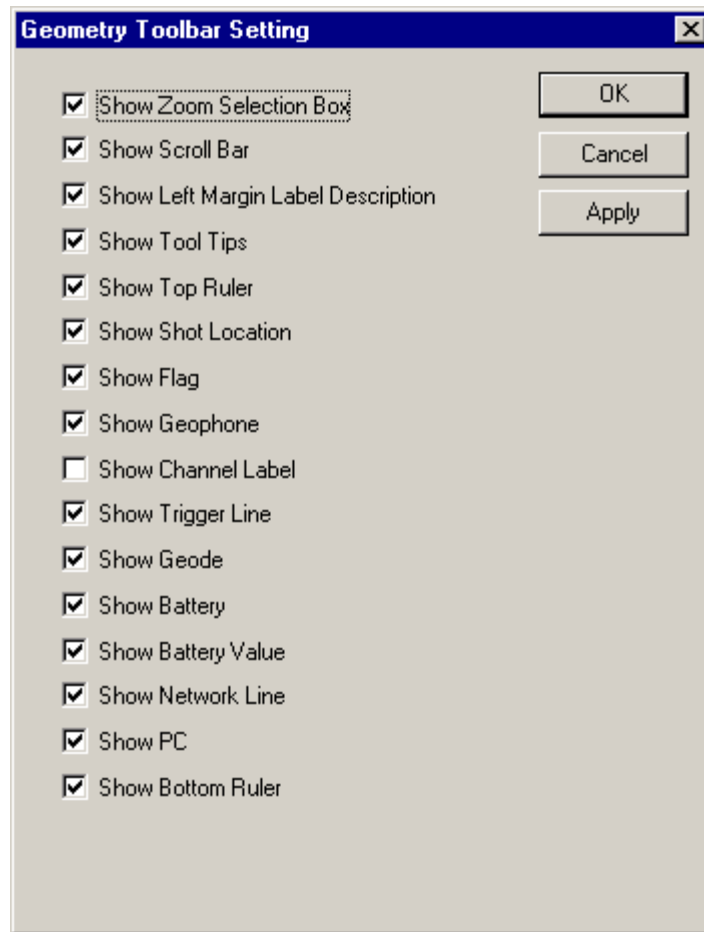 Geometry Toolbar Setting
Show Zoom Selection Box
Show Scroll Bar
Show Left Margin Label Description
Show Tool Tips
Show Top Ruler
Show Shot Location
Show Flag
Show Geophone
Show Channel Label
Show Trigger Line
Show Geode
Show Battery
Show Battery Value
Show Network Line
Show PC
Show Bottom Ruler
OK
Cancel
Apply